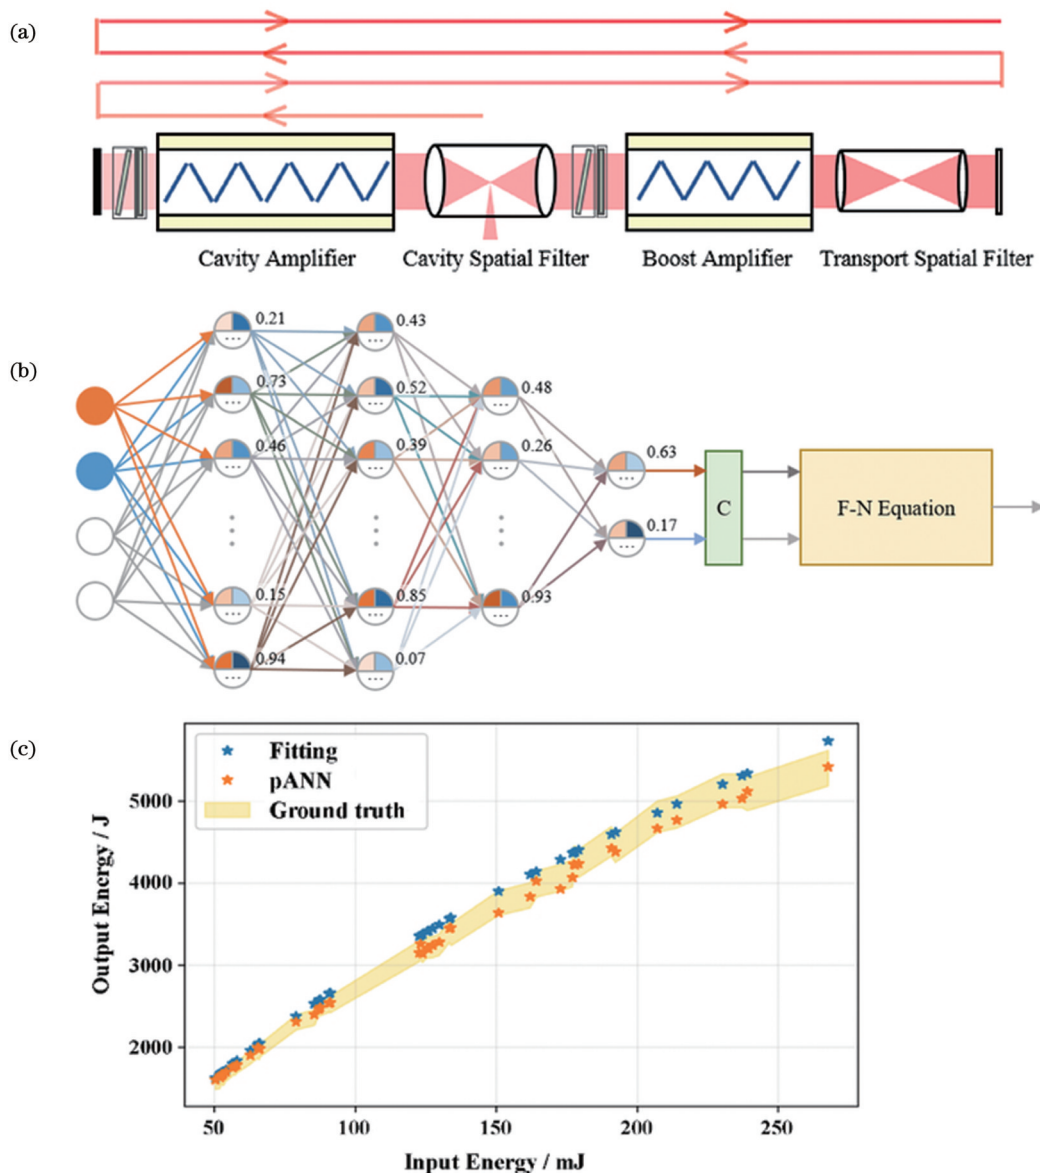 (a)
Cavity Amplifier
Cavity Spatial Filter
Boost Amplifier
Transport Spatial Filter
(b)
0.21
0.43
0.73
0.52
0.48
0.46
0.39
0.26
0.63
...
C
F-N Equation
0.17
0.15
0.85
0.93
0.94
0.07
(c)
Fitting
pANN
Ground truth
5000
4000
3000
2000
Output Energy / J
50
100
150
200
250
Input Energy / mJ